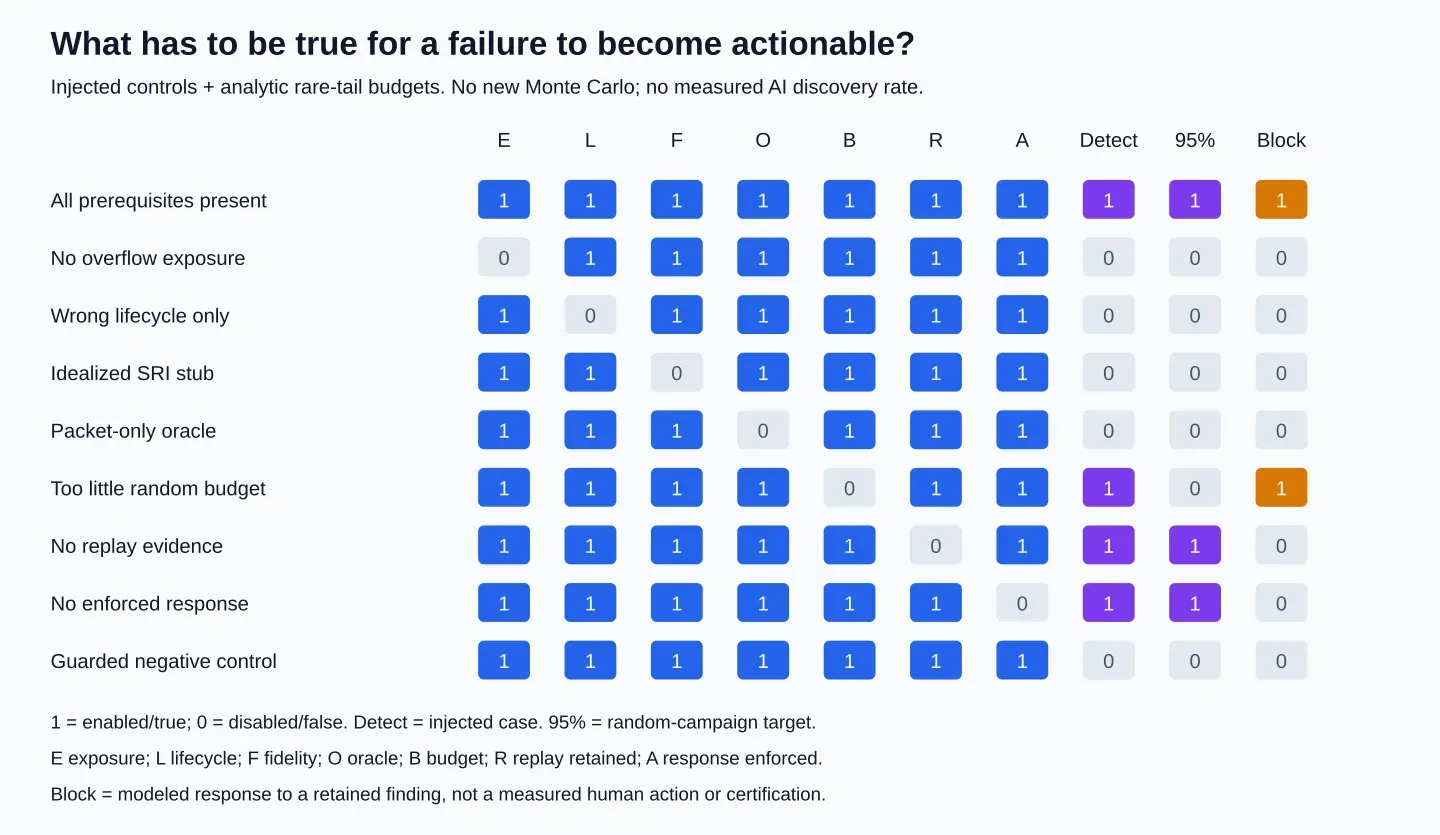 What has to be true for a failure to become actionable?
Injected controls + analytic rare-tail budgets. No new Monte Carlo; no measured AI discovery rate.
E L F O B R A Detect 95% Block
All prerequisites present 1 1 1 1 1 1 1 1 1 1
No overflow exposure 0 1 1 1 1 1 1 0 0 0
Wrong lifecycle only 1 0 1 1 1 1 1 0 0 0
Idealized SRI stub 1 1 0 1 1 1 1 0 0 0
Packet-only oracle 1 1 1 0 1 1 1 0 0 0
Too little random budget 1 1 1 1 0 1 1 1 0 1
No replay evidence 1 1 1 1 1 0 1 1 1 0
No enforced response 1 1 1 1 1 1 0 1 1 0
Guarded negative control 1 1 1 1 1 1 1 0 0 0
1 = enabled/true; 0 = disabled/false. Detect = injected case. 95% = random-campaign target.
E exposure; L lifecycle; F fidelity; O oracle; B budget; R replay retained; A response enforced.
Block = modeled response to a retained finding, not a measured human action or certification.